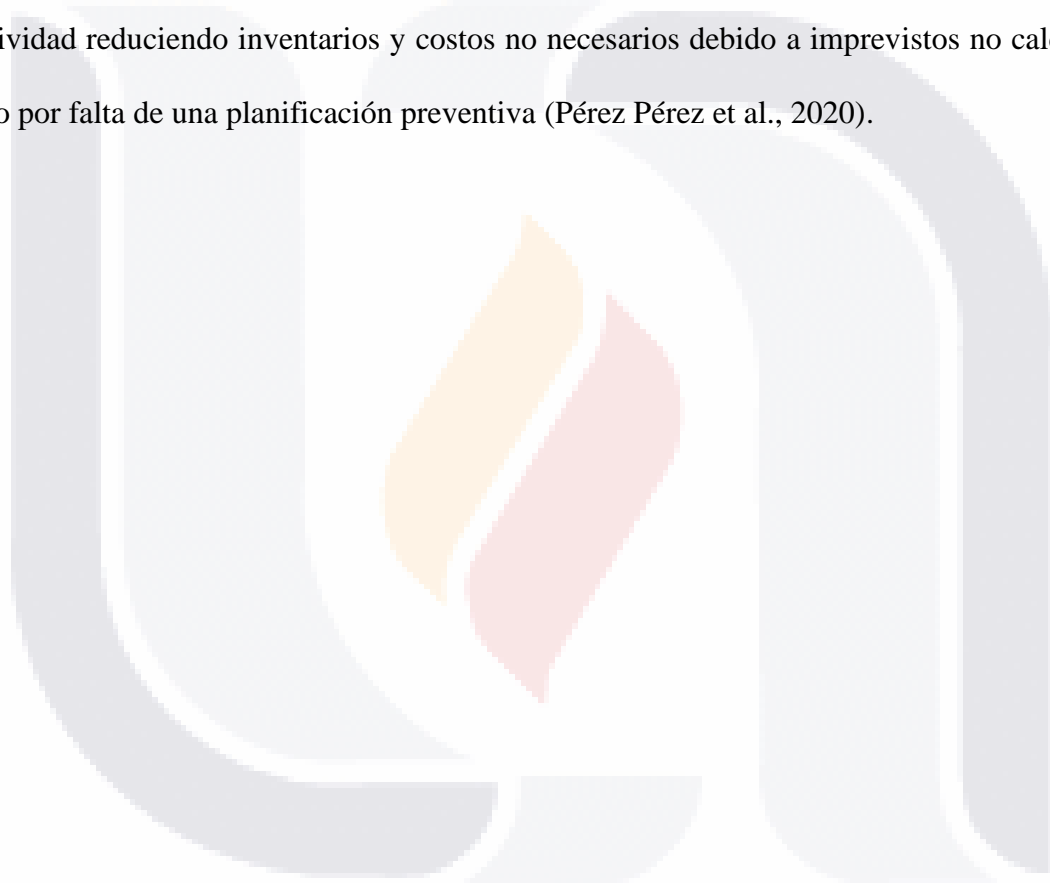 ividad reduciendo inventarios y costos no necesarios debido a imprevistos no cal
o por falta de una planificación preventiva (Pérez Pérez et al., 2020).